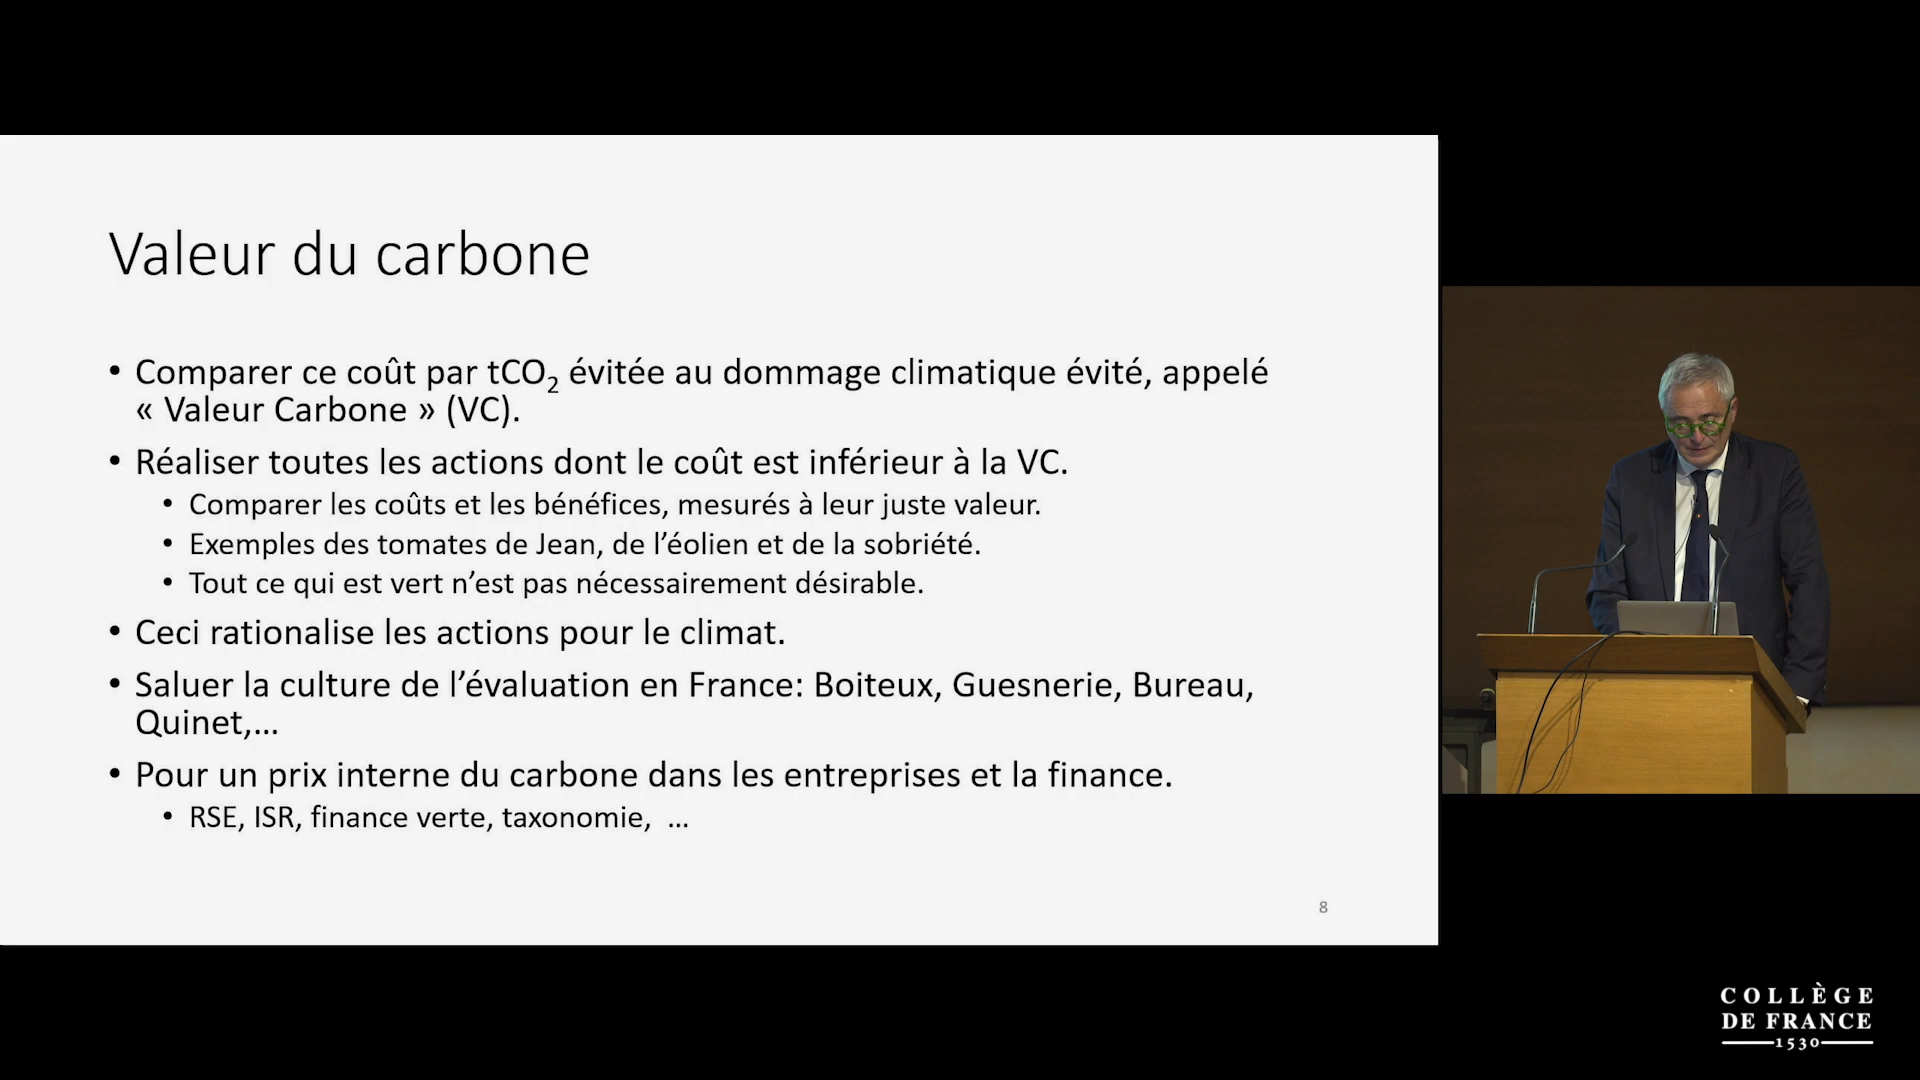 Valeur du carbone
• Comparer ce coût par tCO₂ évitée au dommage climatique évité, appelé
« Valeur Carbone » (VC).
• Réaliser toutes les actions dont le coût est inférieur à la VC.
• Comparer les coûts et les bénéfices, mesurés à leur juste valeur.
• Exemples des tomates de Jean, de l’éolien et de la sobriété.
• Tout ce qui est vert n’est pas nécessairement désirable.
• Ceci rationalise les actions pour le climat.
• Saluer la culture de l’évaluation en France: Boiteux, Guesnerie, Bureau,
Quinet,…
• Pour un prix interne du carbone dans les entreprises et la finance.
• RSE, ISR, finance verte, taxonomie, …
8
COLLÈGE
DE FRANCE
1530